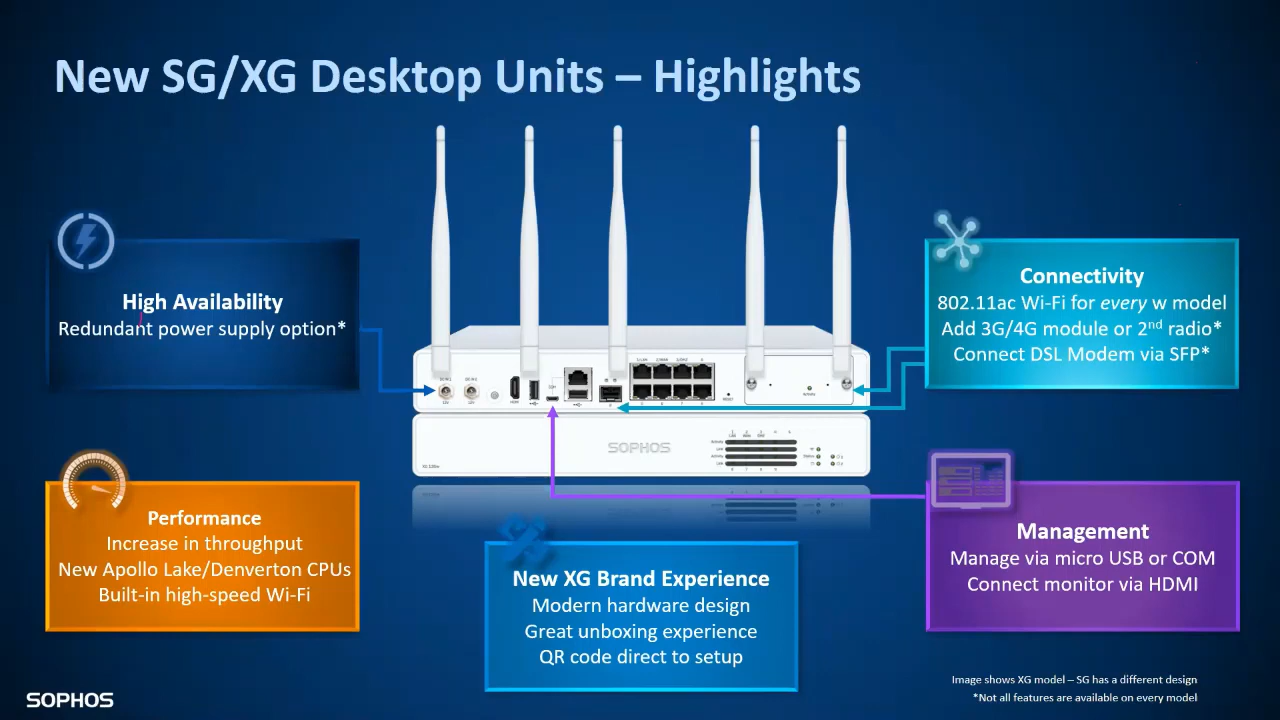 New SG/XG Desktop Units – Highlights
High Availability
Redundant power supply option*
Connectivity
802.11ac Wi-Fi for every w model
Add 3G/4G module or 2nd radio*
Connect DSL Modem via SFP*
SOPHOS
Performance
Increase in throughput
New Apollo Lake/Denverton CPUs
Built-in high-speed Wi-Fi
New XG Brand Experience
Modern hardware design
Great unboxing experience
QR code direct to setup
Management
Manage via micro USB or COM
Connect monitor via HDMI
Image shows XG model – SG has a different design
*Not all features are available on every model
SOPHOS